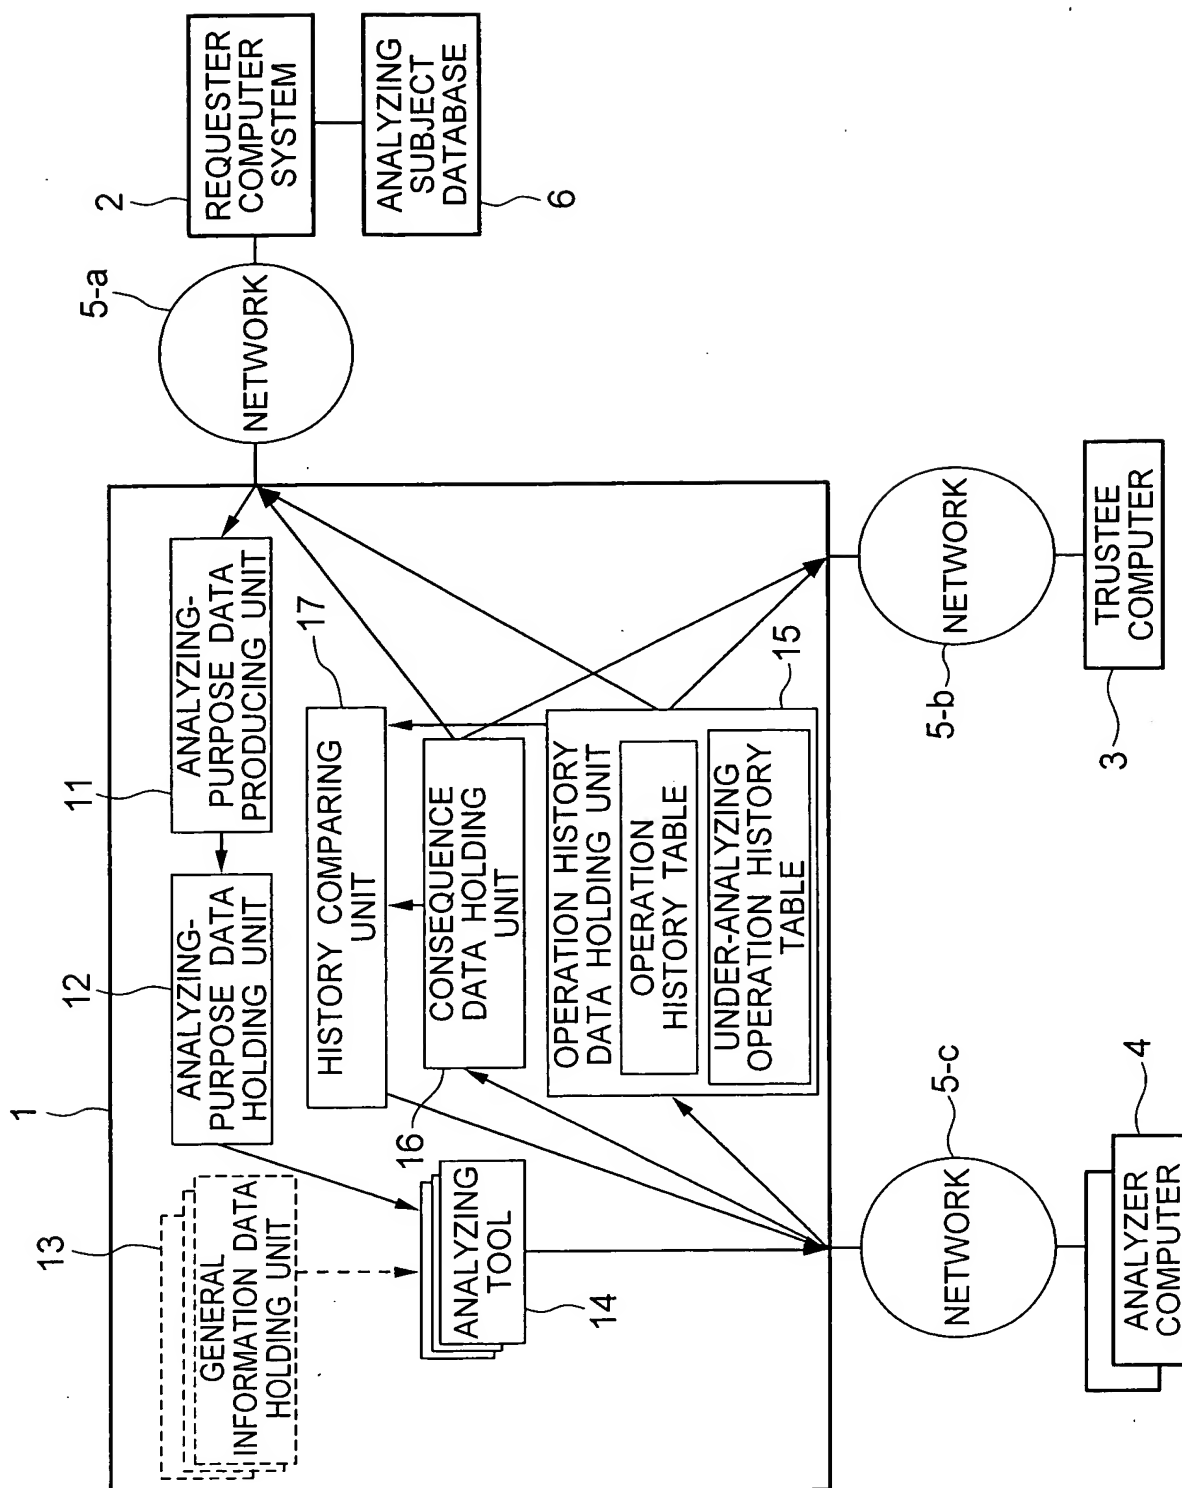 1
13
GENERAL
INFORMATION DATA
HOLDING UNIT
12
ANALYZING-
PURPOSE DATA
HOLDING UNIT
11
ANALYZING-
PURPOSE DATA
PRODUCING UNIT
5-a
NETWORK
2
REQUESTER
COMPUTER
SYSTEM
ANALYZING
SUBJECT
DATABASE
6
17
HISTORY COMPARING
UNIT
ANALYZING
TOOL
14
16
CONSEQUENCE
DATA HOLDING
UNIT
15
OPERATION HISTORY
DATA HOLDING UNIT
OPERATION
HISTORY TABLE
UNDER-ANALYZING
OPERATION HISTORY
TABLE
5-c
NETWORK
4
ANALYZER
COMPUTER
5-b
NETWORK
3
TRUSTEE
COMPUTER